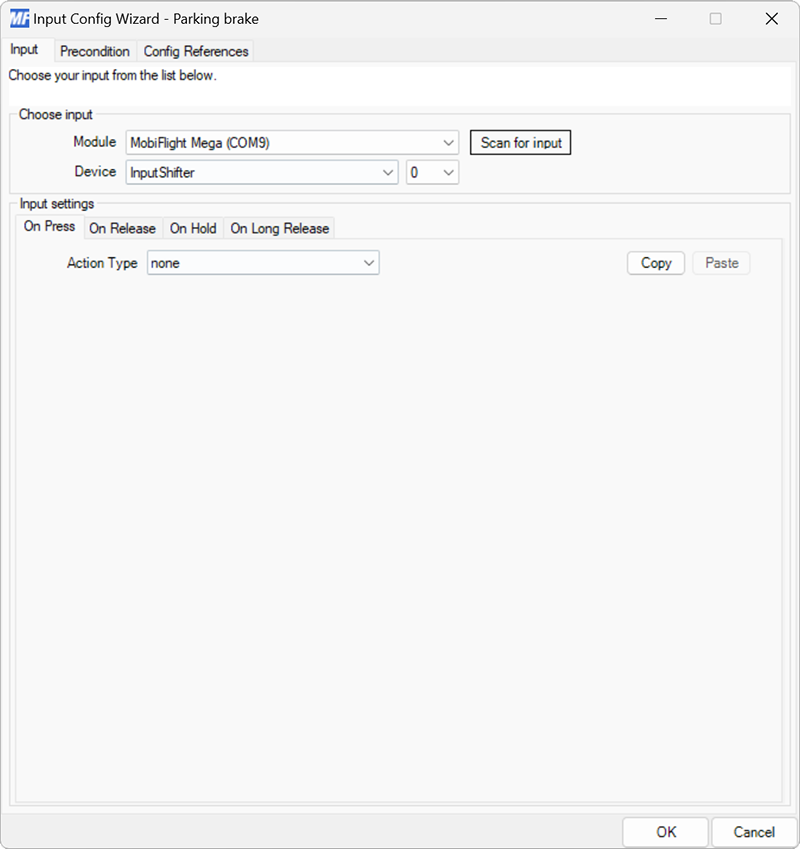 MF Input Config Wizard - Parking brake
Input Precondition Config References
Choose your input from the list below.
Choose input
Module MobiFlight Mega (COM9) Scan for input
Device InputShifter 0
Input settings
On Press On Release On Hold On Long Release
Action Type none Copy Paste
OK Cancel